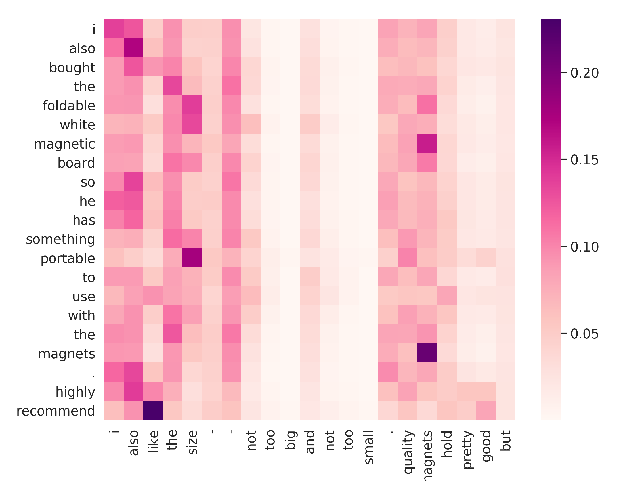 i
also
bought
the
foldable
white
magnetic
board
so
he
has
something
portable
to
use
with
the
magnets
.
highly
recommend
i also like the size - - not too big and not too small . quality magnets hold pretty good but
0.20
0.15
0.10
0.05